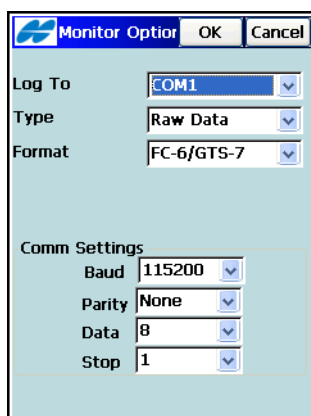 Monitor Option OK Cancel
Log To COM1
Type Raw Data
Format FC-6/GTS-7
Comm Settings
Baud 115200
Parity None
Data 8
Stop 1